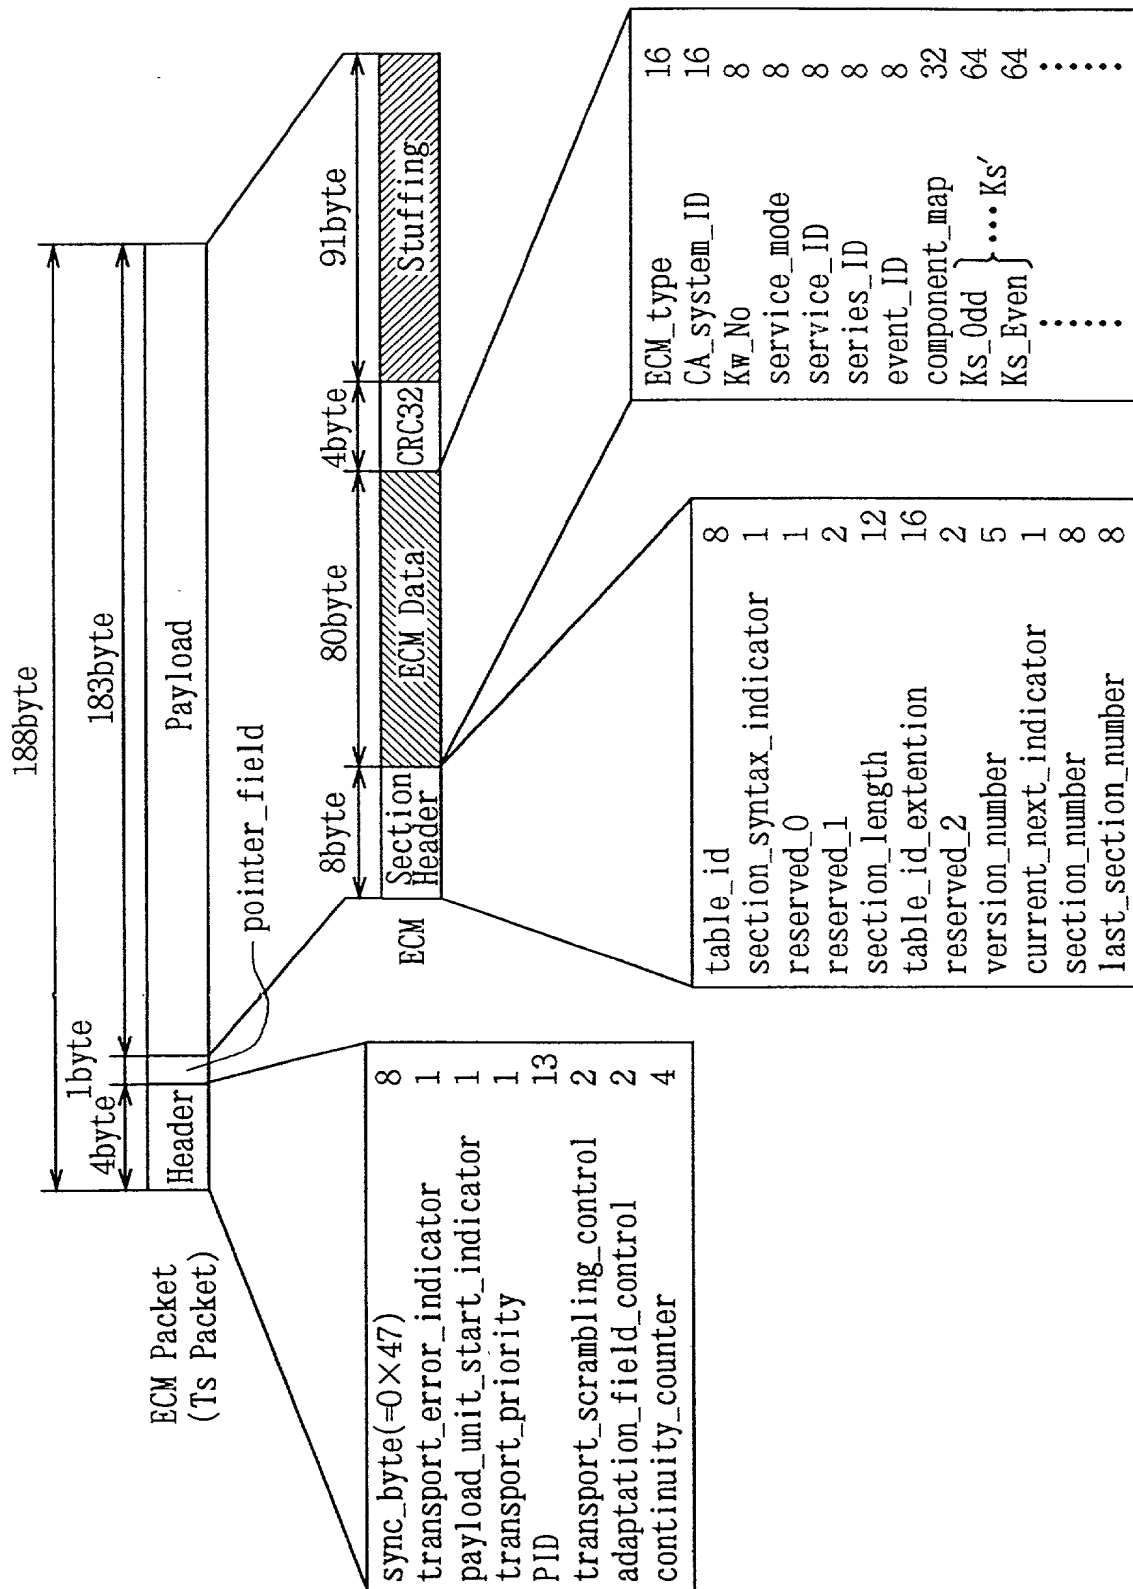 188byte
4byte
1byte
183byte
ECM Packet
(Ts Packet)
Header
Payload
pointer_field
8byte
80byte
4byte
91byte
ECM
Section
Header
ECM Data
CRC32
Stuffing
sync_byte(=0×47) 8
transport_error_indicator 1
payload_unit_start_indicator 1
transport_priority 1
PID 13
transport_scrambling_control 2
adaptation_field_control 2
continuity_counter 4
table_id 8
section_syntax_indicator 1
reserved_0 1
reserved_1 2
section_length 12
table_id_extention 16
reserved_2 2
version_number 5
current_next_indicator 1
section_number 8
last_section_number 8
ECM_type 16
CA_system_ID 16
Kw_No 8
service_mode 8
service_ID 8
series_ID 8
event_ID 8
component_map 32
Ks_Odd 64
Ks_Even 64
····Ks′
······ ······